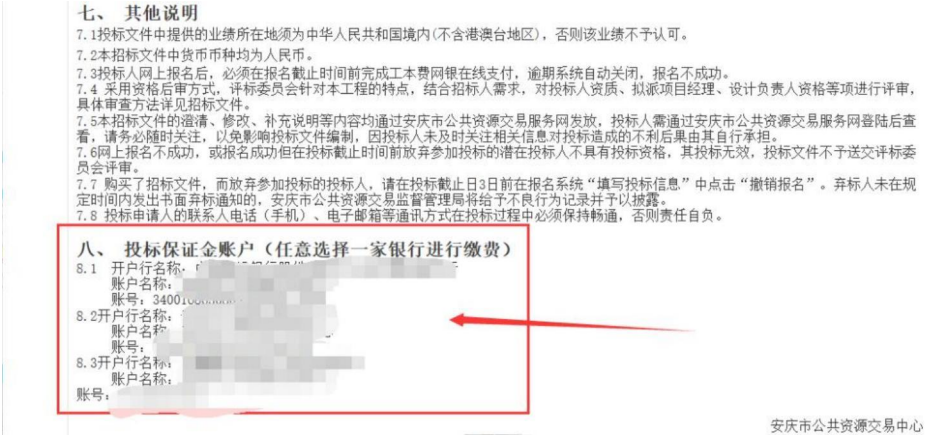 七、 其他说明
7.1投标文件中提供的业绩所在地须为中华人民共和国境内(不含港澳台地区)，否则该业绩不予认可。
7.2本招标文件中货币币种均为人民币。
7.3投标人网上报名后，必须在报名截止时间前完成工本费网银在线支付，逾期系统自动关闭，报名不成功。
7.4 采用资格后审方式，评标委员会针对本工程的特点，结合招标人需求，对投标人资质、拟派项目经理、设计负责人资格等项进行评审，
具体审查方法详见招标文件。
7.5本招标文件的澄清、修改、补充说明等内容均通过安庆市公共资源交易服务网发放，投标人需通过安庆市公共资源交易服务网登陆后查
看，请务必随时关注，以免影响投标文件编制，因投标人未及时关注相关信息对投标造成的不利后果由其自行承担。
7.6网上报名不成功，或报名成功但在投标截止时间前放弃参加投标的潜在投标人不具有投标资格，其投标无效，投标文件不予送交评标委
员会评审。
7.7 购买了招标文件，而放弃参加投标的投标人，请在投标截止日3日前在报名系统“填写投标信息”中点击“撤销报名”。弃标人未在规
定时间内发出书面弃标通知的，安庆市公共资源交易监督管理局将给予不良行为记录并予以披露。
7.8 投标申请人的联系人电话（手机）、电子邮箱等通讯方式在投标过程中必须保持畅通，否则责任自负。
八、 投标保证金账户（任意选择一家银行进行缴费）
8.1 开户行名称：
账户名称：
账号：34001
8.2开户行名称：
账户名称
账号：
8.3开户行名称：
账户名称：
账号：
安庆市公共资源交易中心